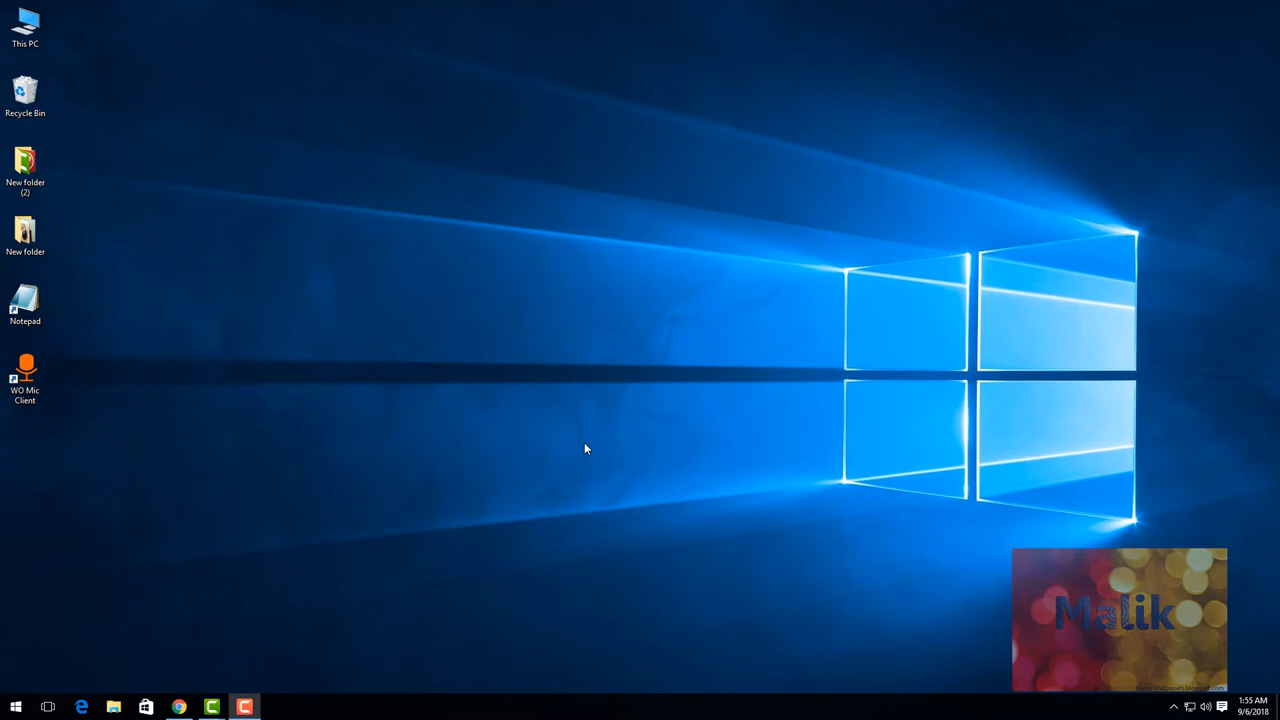 This PC
Recycle Bin
New folder
(2)
New folder
Notepad
WO Mic
Client
Malik
1:55 AM
9/6/2018